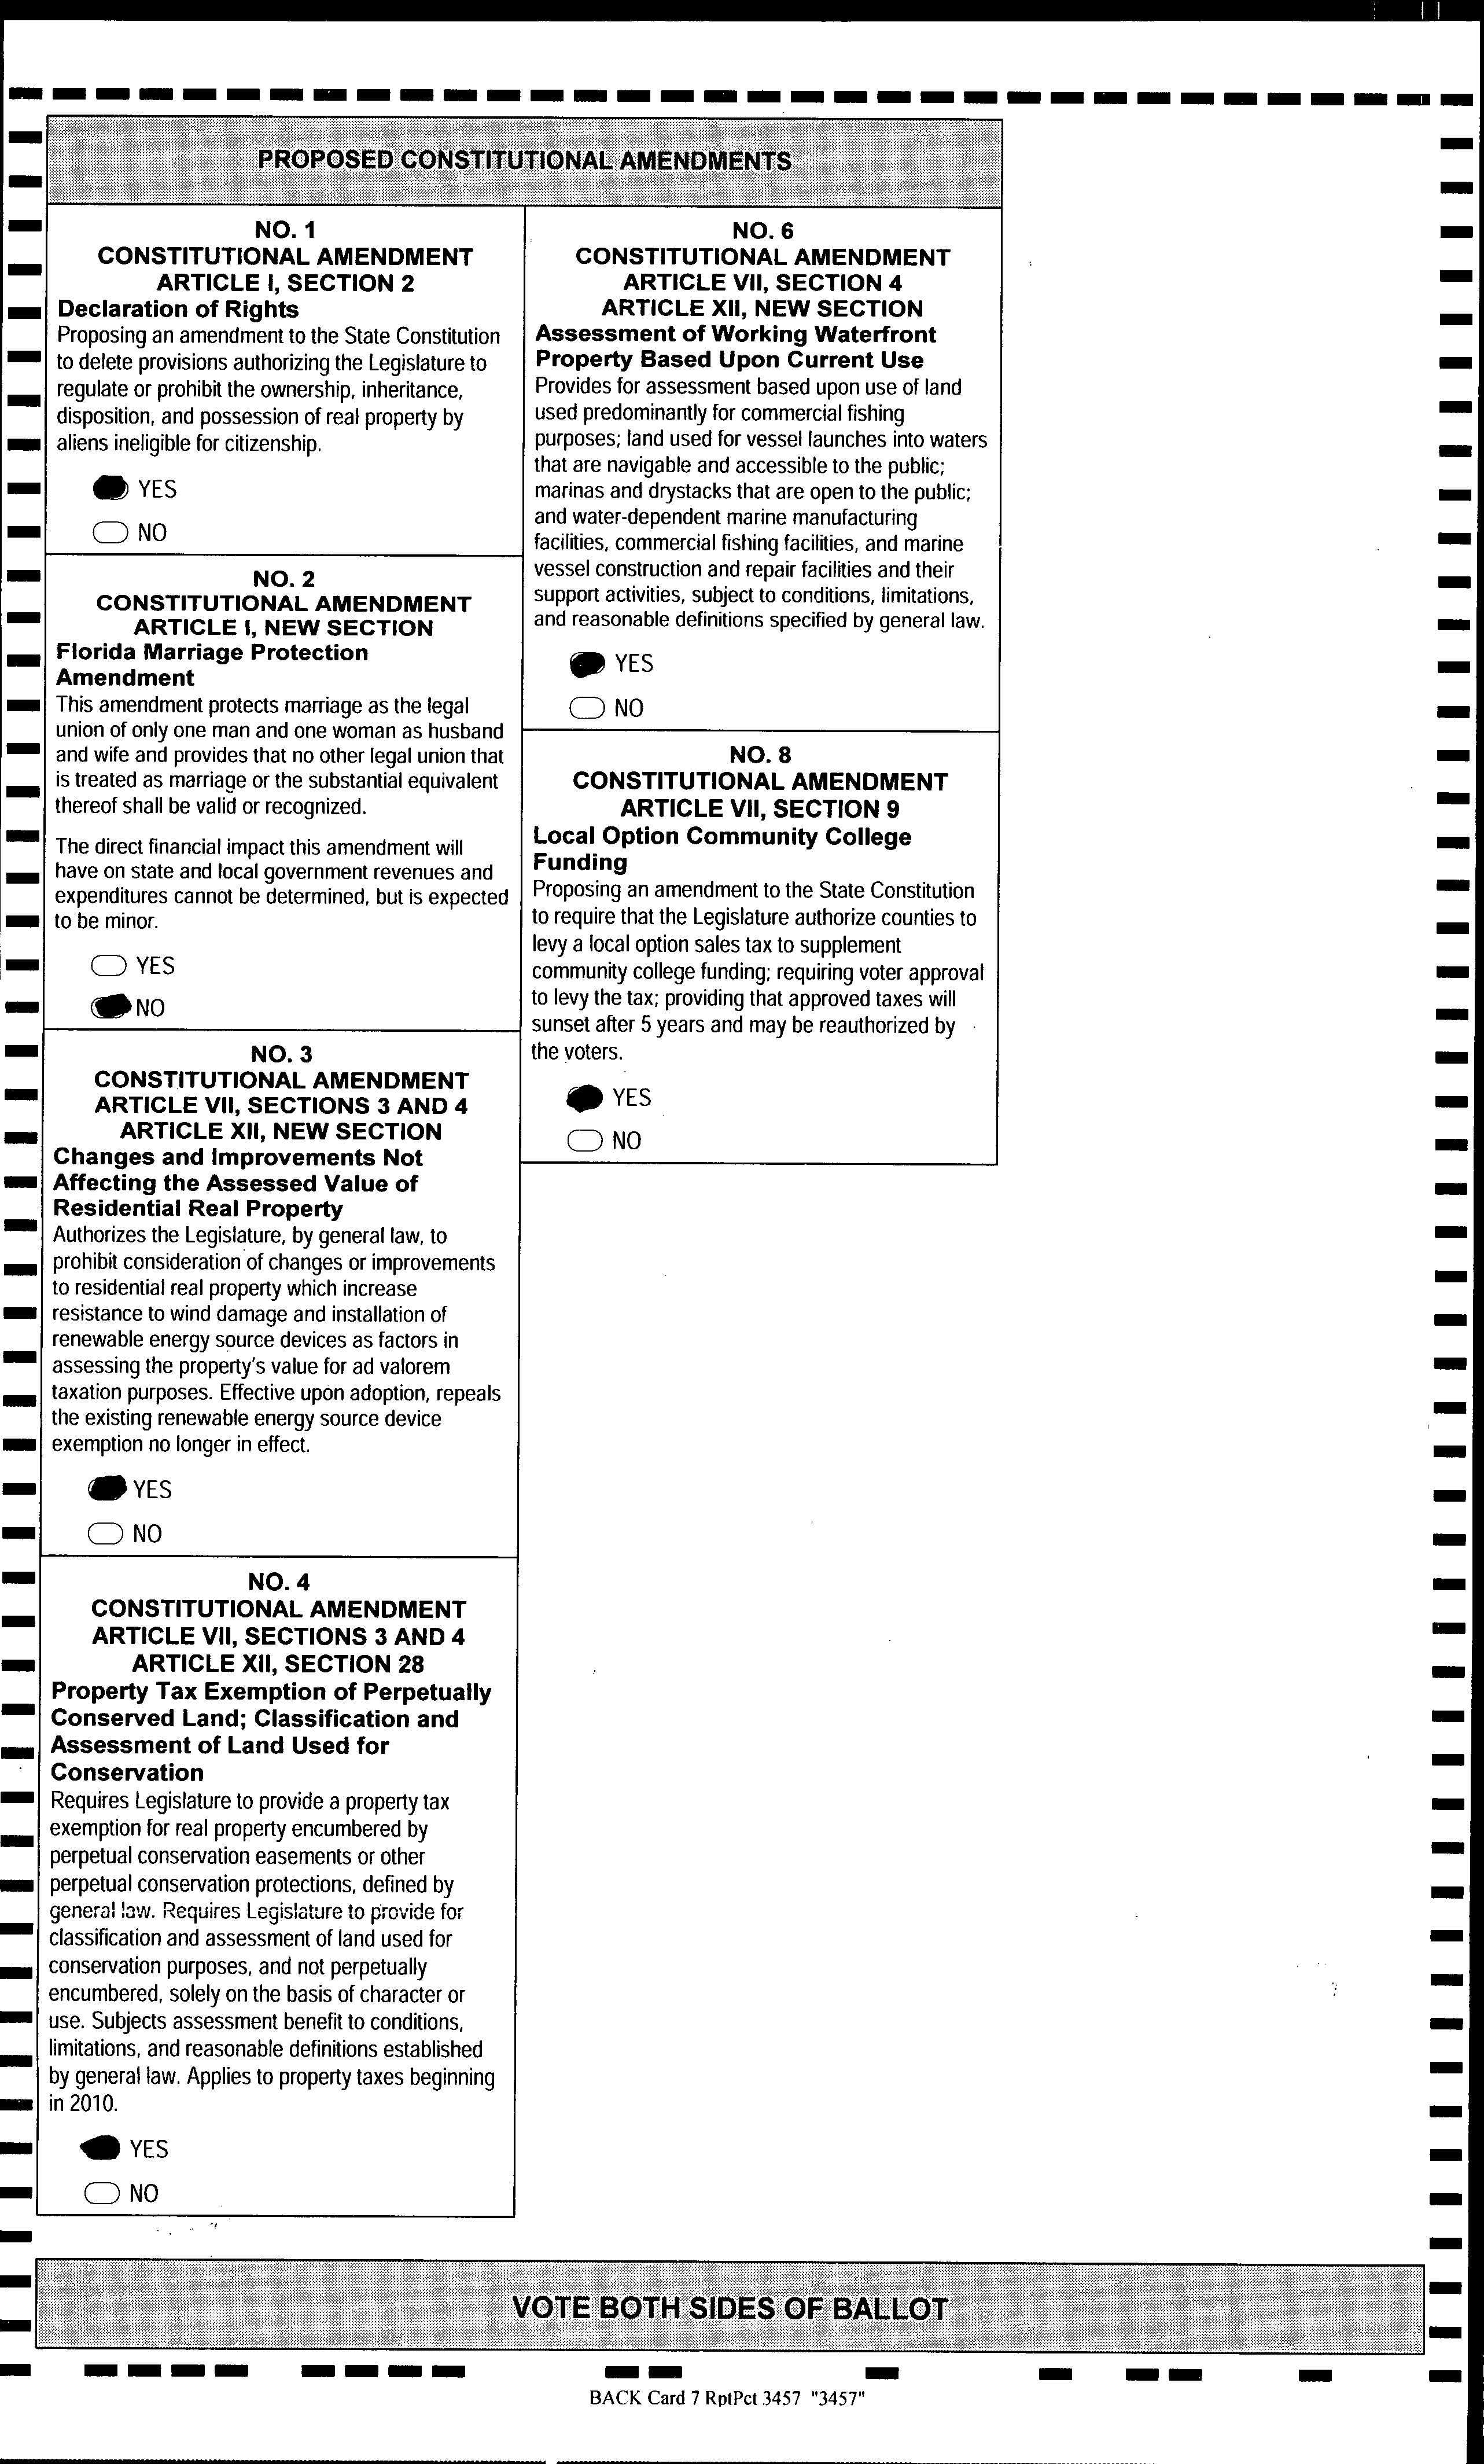 PROPOSED CONSTITUTIONAL AMENDMENTS
NO. 1
CONSTITUTIONAL AMENDMENT
ARTICLE I, SECTION 2
Declaration of Rights
Proposing an amendment to the State Constitution
to delete provisions authorizing the Legislature to
regulate or prohibit the ownership, inheritance,
disposition, and possession of real property by
aliens ineligible for citizenship.
YES
NO
NO. 2
CONSTITUTIONAL AMENDMENT
ARTICLE I, NEW SECTION
Florida Marriage Protection
Amendment
This amendment protects marriage as the legal
union of only one man and one woman as husband
and wife and provides that no other legal union that
is treated as marriage or the substantial equivalent
thereof shall be valid or recognized.
The direct financial impact this amendment will
have on state and local government revenues and
expenditures cannot be determined, but is expected
to be minor.
YES
NO
NO. 3
CONSTITUTIONAL AMENDMENT
ARTICLE VII, SECTIONS 3 AND 4
ARTICLE XII, NEW SECTION
Changes and Improvements Not
Affecting the Assessed Value of
Residential Real Property
Authorizes the Legislature, by general law, to
prohibit consideration of changes or improvements
to residential real property which increase
resistance to wind damage and installation of
renewable energy source devices as factors in
assessing the property's value for ad valorem
taxation purposes. Effective upon adoption, repeals
the existing renewable energy source device
exemption no longer in effect.
YES
NO
NO. 4
CONSTITUTIONAL AMENDMENT
ARTICLE VII, SECTIONS 3 AND 4
ARTICLE XII, SECTION 28
Property Tax Exemption of Perpetually
Conserved Land; Classification and
Assessment of Land Used for
Conservation
Requires Legislature to provide a property tax
exemption for real property encumbered by
perpetual conservation easements or other
perpetual conservation protections, defined by
general law. Requires Legislature to provide for
classification and assessment of land used for
conservation purposes, and not perpetually
encumbered, solely on the basis of character or
use. Subjects assessment benefit to conditions,
limitations, and reasonable definitions established
by general law. Applies to property taxes beginning
in 2010.
YES
NO
NO. 6
CONSTITUTIONAL AMENDMENT
ARTICLE VII, SECTION 4
ARTICLE XII, NEW SECTION
Assessment of Working Waterfront
Property Based Upon Current Use
Provides for assessment based upon use of land
used predominantly for commercial fishing
purposes; land used for vessel launches into waters
that are navigable and accessible to the public;
marinas and drystacks that are open to the public;
and water-dependent marine manufacturing
facilities, commercial fishing facilities, and marine
vessel construction and repair facilities and their
support activities, subject to conditions, limitations,
and reasonable definitions specified by general law.
YES
NO
NO. 8
CONSTITUTIONAL AMENDMENT
ARTICLE VII, SECTION 9
Local Option Community College
Funding
Proposing an amendment to the State Constitution
to require that the Legislature authorize counties to
levy a local option sales tax to supplement
community college funding; requiring voter approval
to levy the tax; providing that approved taxes will
sunset after 5 years and may be reauthorized by
the voters.
YES
NO
VOTE BOTH SIDES OF BALLOT
BACK Card 7 RptPct 3457 "3457"